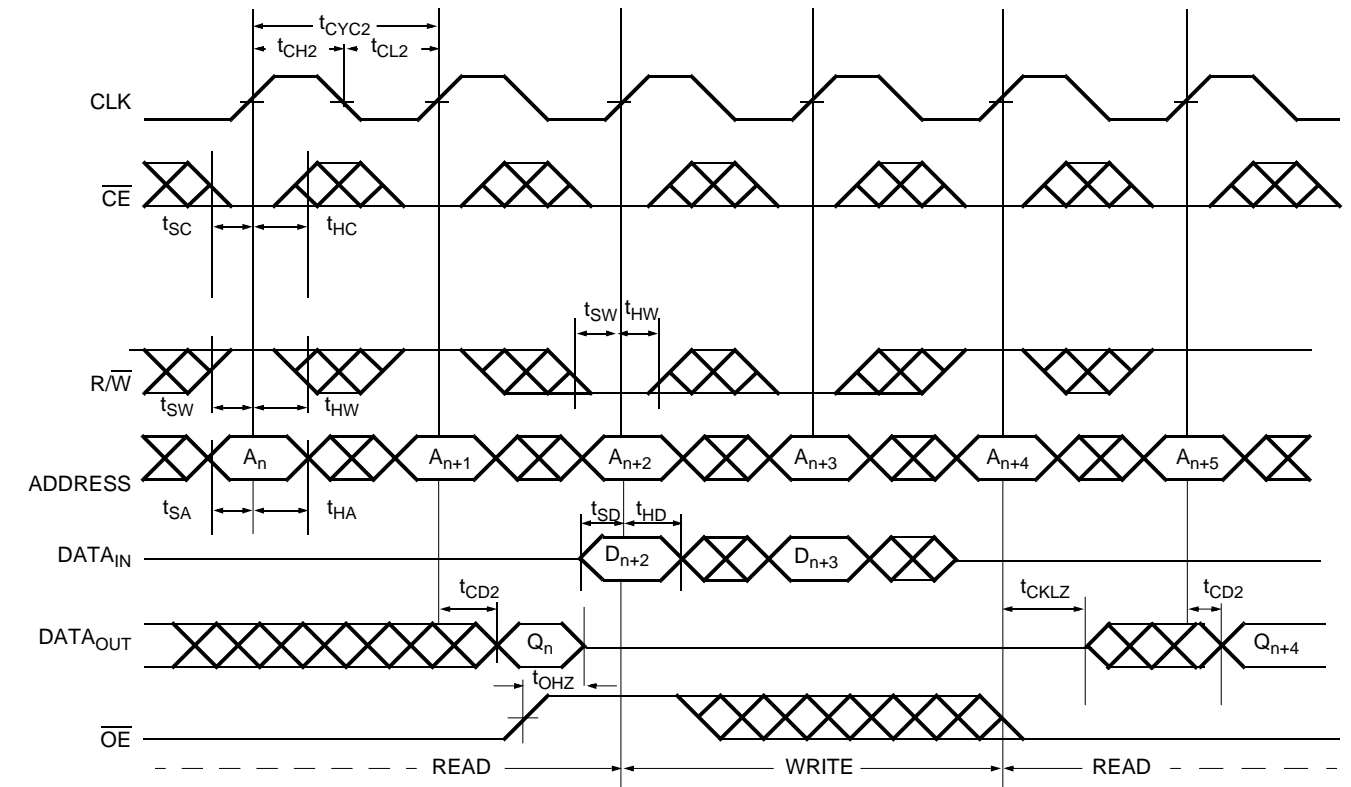 tCYC2
tCH2 tCL2
CLK
CE
tSC tHC
tSW tHW
R/W
tSW tHW
An An+1 An+2 An+3 An+4 An+5
ADDRESS
tSA tHA
tSD tHD
DATAIN Dn+2 Dn+3
tCD2 tCKLZ tCD2
DATAOUT Qn Qn+4
tOHZ
OE
READ WRITE READ